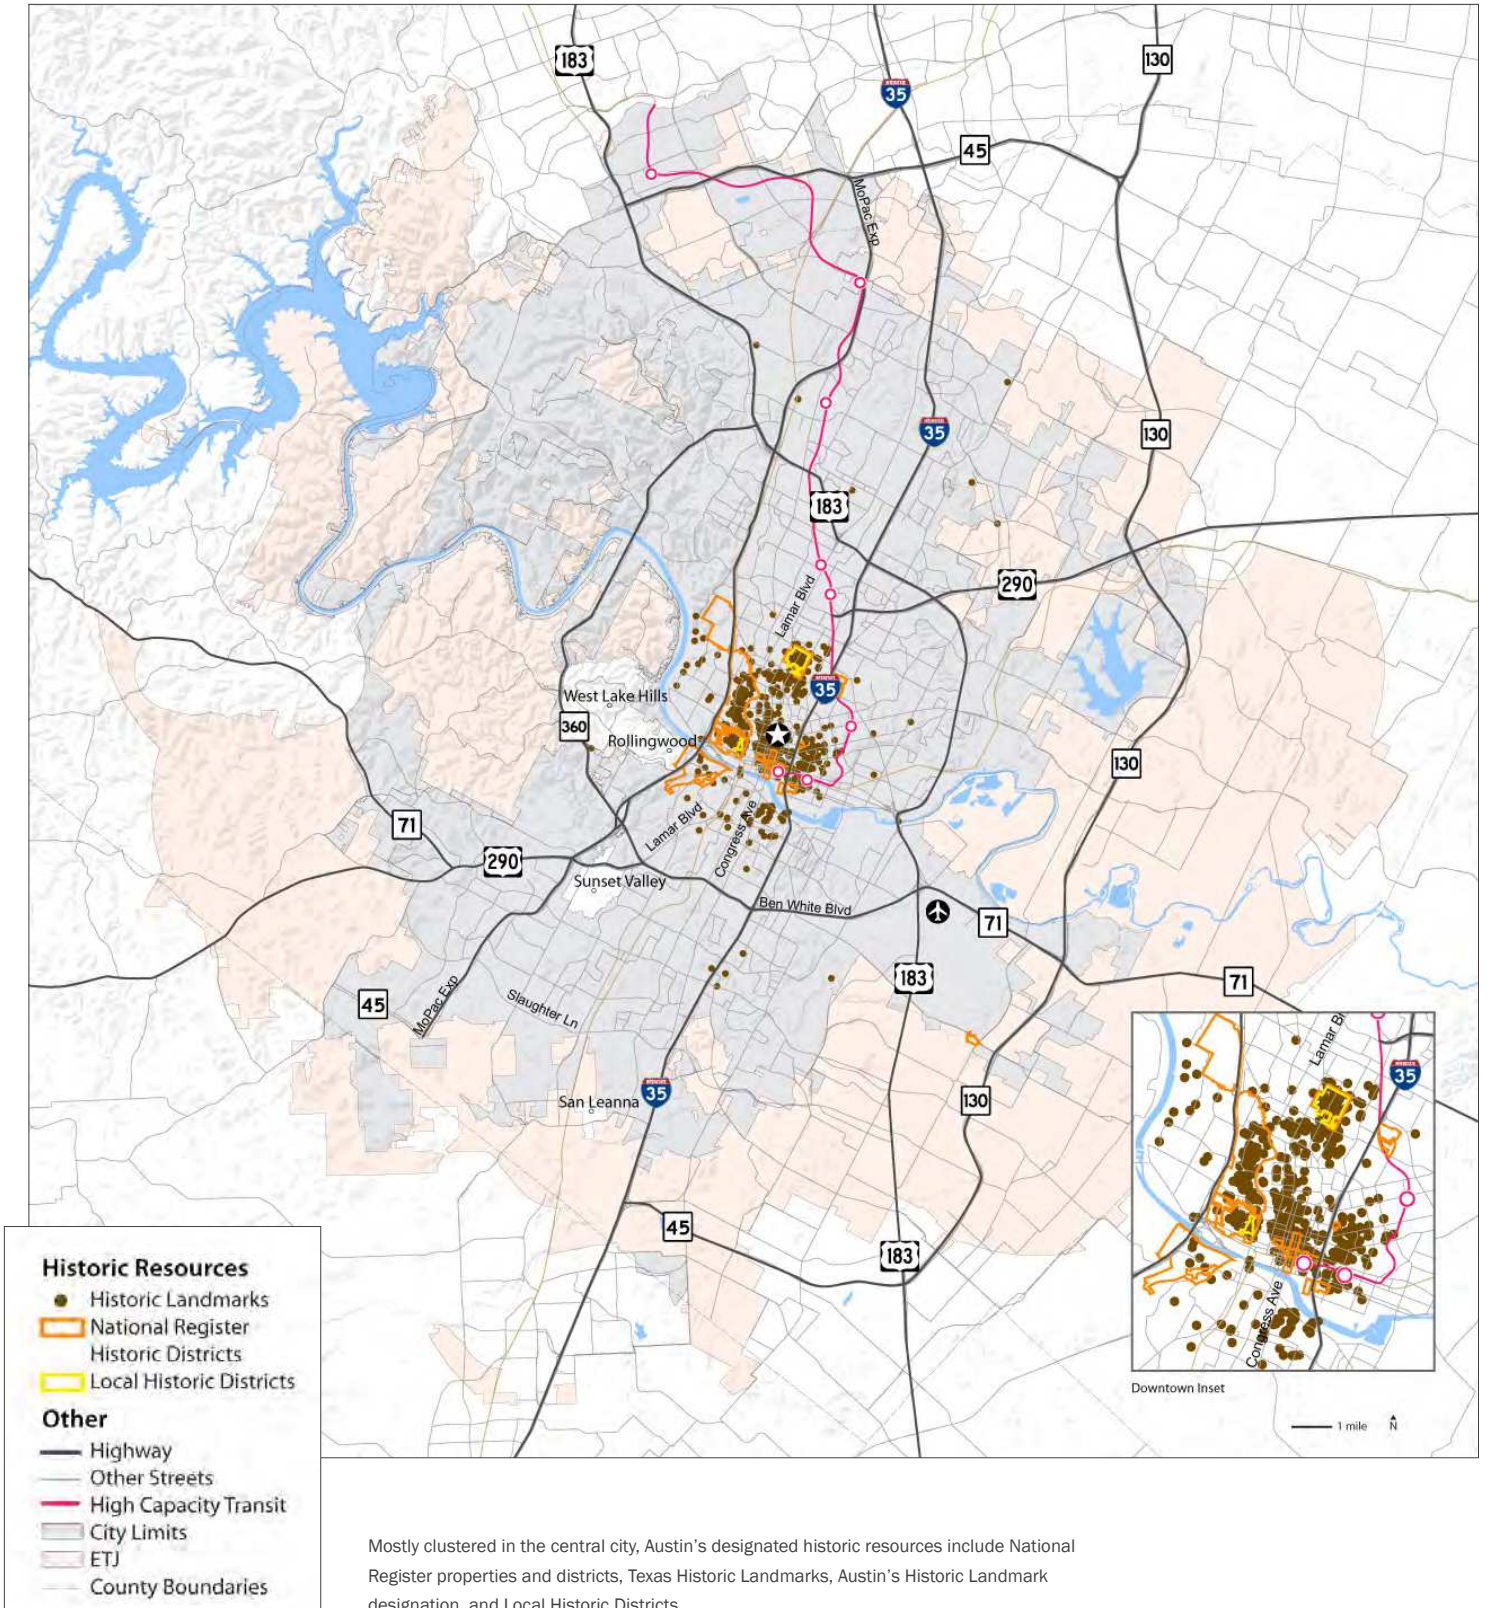 183
35
130
45
MoPac Exp
35
130
183
290
Lamar Blvd
West Lake Hills
35
360
Rollingwood
130
Lamar Blvd
Congress Ave
71
290
Sunset Valley
Ben White Blvd
71
183
71
45
MoPac Exp
Slaughter Ln
San Leanna
35
130
45
183
Lamar Bl
35
Congress Ave
Downtown Inset
1 mile
N
Historic Resources
Historic Landmarks
National Register
Historic Districts
Local Historic Districts
Other
Highway
Other Streets
High Capacity Transit
City Limits
ETJ
County Boundaries
Mostly clustered in the central city, Austin's designated historic resources include National
Register properties and districts, Texas Historic Landmarks, Austin's Historic Landmark
designation, and Local Historic Districts